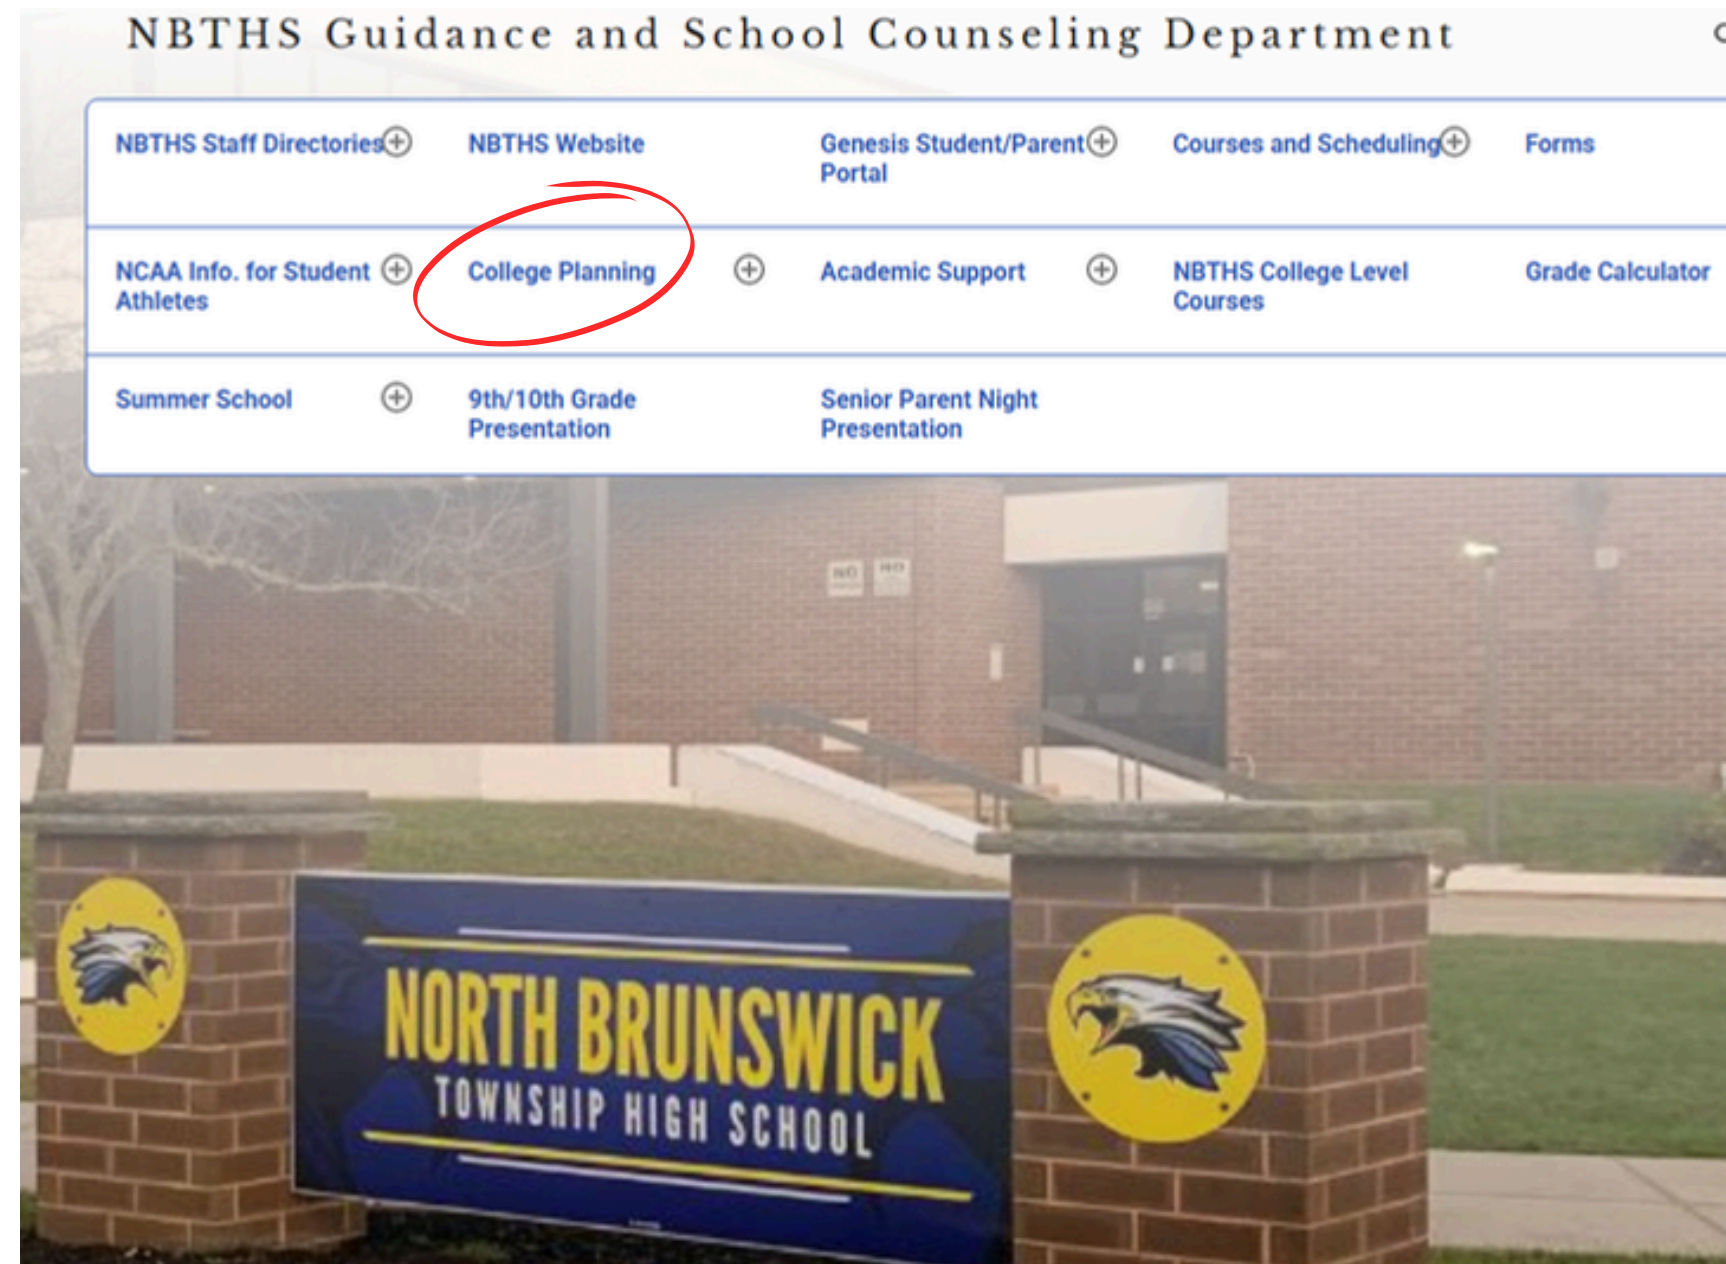 NBTHS Guidance and School Counseling Department
NBTHS Staff Directories
NBTHS Website
Genesis Student/Parent
Portal
Courses and Scheduling
Forms
NCAA Info. for Student
Athletes
College Planning
Academic Support
NBTHS College Level
Courses
Grade Calculator
Summer School
9th/10th Grade
Presentation
Senior Parent Night
Presentation
NO
NO
NORTH BRUNSWICK
TOWNSHIP HIGH SCHOOL